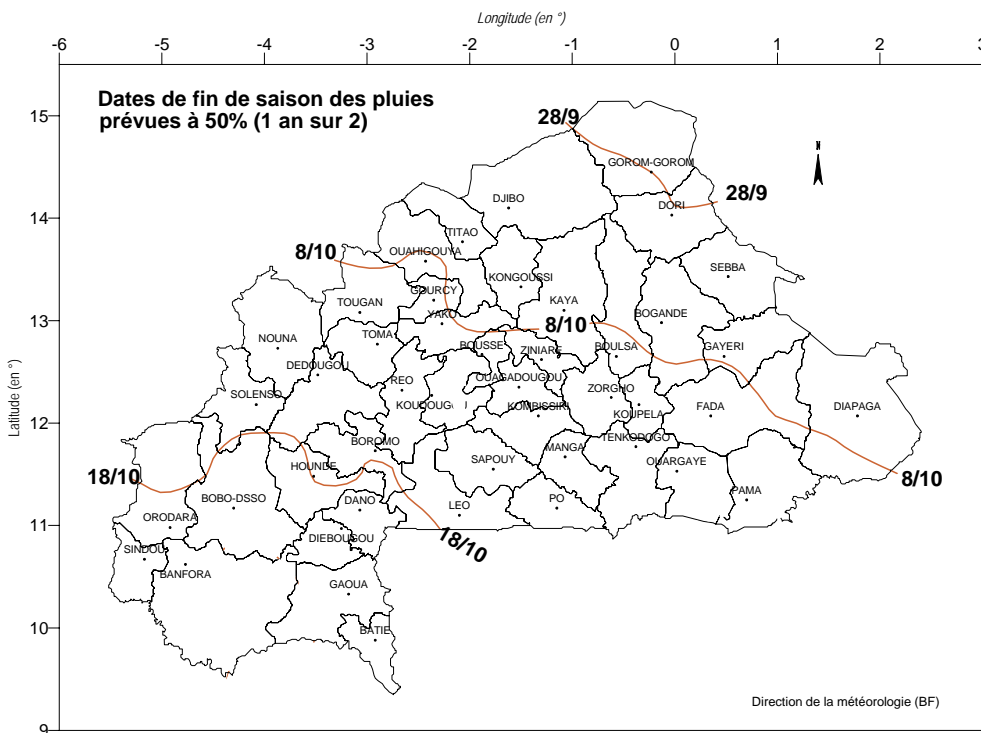 Longitude (en °)
-6 -5 -4 -3 -2 -1 0 1 2 3
Dates de fin de saison des pluies
prévues à 50% (1 an sur 2)
Latitude (en °)
15
14
13
12
11
10
9
N
28/9
GOROM-GOROM
28/9
DJIBO
DORI
TITAO
8/10
OUAHIGOUYA
SEBBA
KONGOUSSI
GOURCY
TOUGAN
KAYA
BOGANDE
YAKO
8/10
NOUNA
TOMA
BOUSSE
ZINIARE
BOULSA
GAYERI
DEDOUGOU
REO
OUAGADOUGOU
SOLENSO
KOUDOUGOU
KOMBISSIRI
ZORGHO
KOUPELA
FADA
DIAPAGA
TENKODOGO
BOROMO
MANGA
SAPOUY
OUARGAYE
18/10
HOUNDE
8/10
BOBO-DSSO
PAMA
DANO
LEO
PO
ORODARA
18/10
DIEBOUGOU
SINDOU
BANFORA
GAOUA
BATIE
Direction de la météorologie (BF)